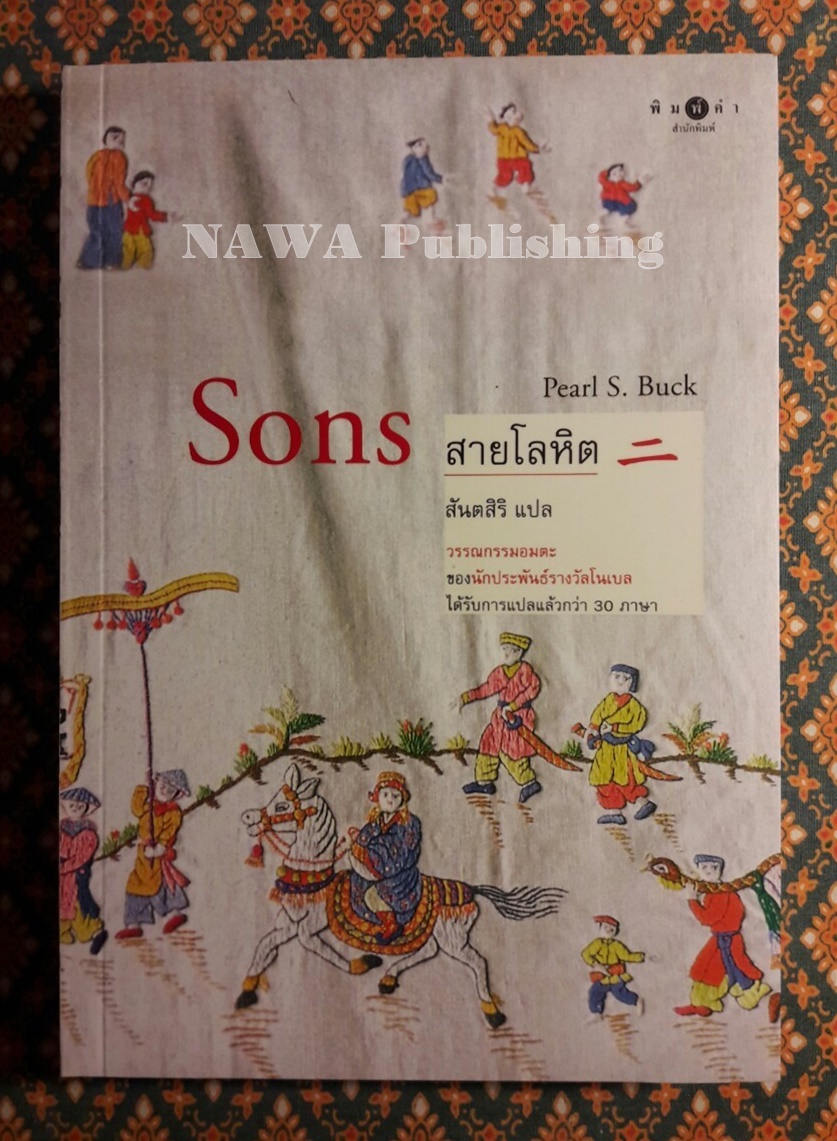 พิมพ์คำ
สำนักพิมพ์
NAWA Publishing
Pearl S. Buck
Sons
สายโลหิต 二
สันตสิริ แปล
วรรณกรรมอมตะ
ของนักประพันธ์รางวัลโนเบล
ได้รับการแปลแล้วกว่า 30 ภาษา